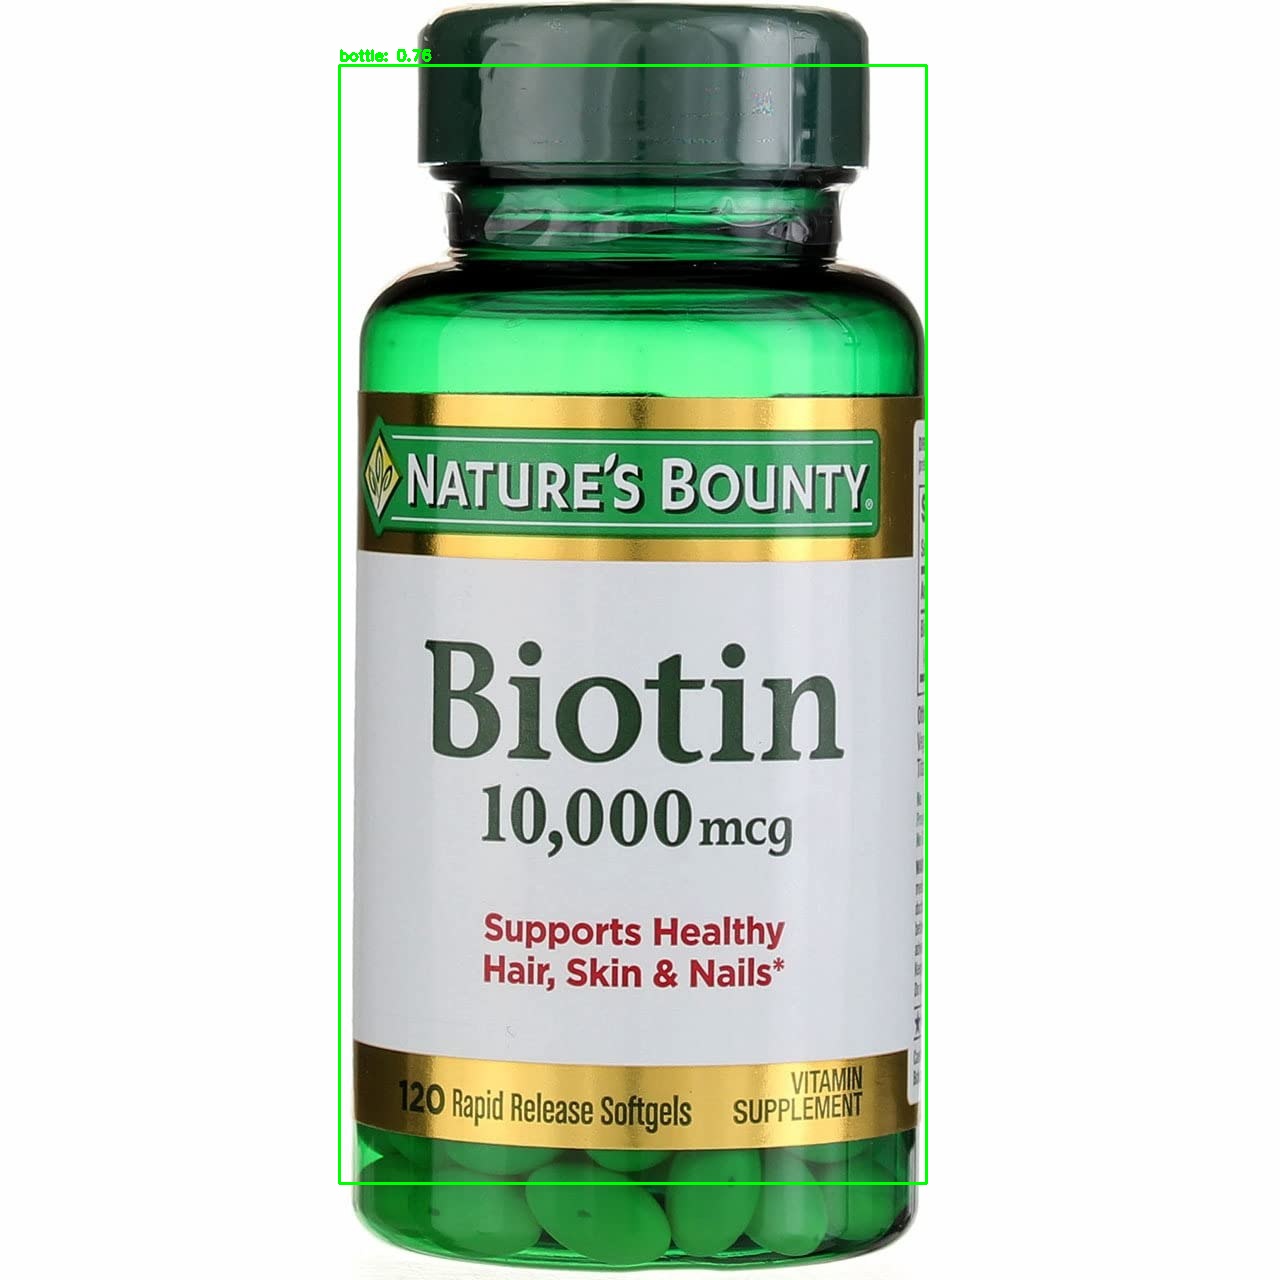 bottle: 0.76
NATURE'S BOUNTY®
Biotin
10,000 mcg
Supports Healthy
Hair, Skin & Nails*
120 Rapid Release Softgels
VITAMIN
SUPPLEMENT